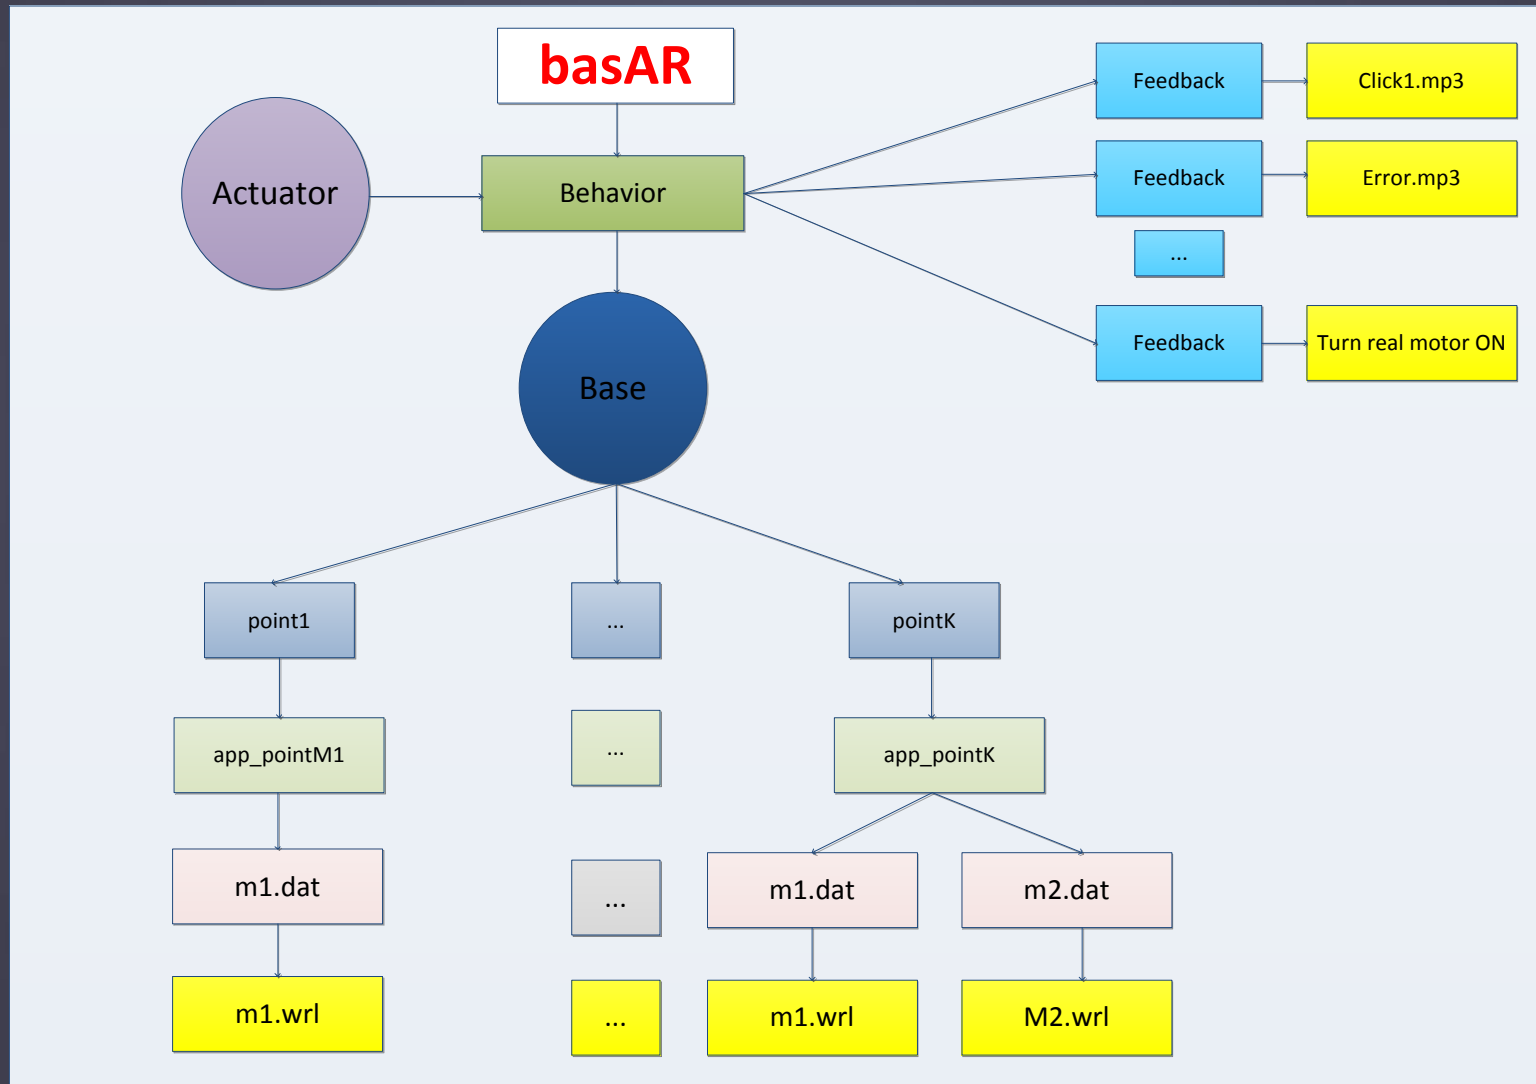 basAR
Feedback
Click1.mp3
Actuator
Behavior
Feedback
Error.mp3
...
Feedback
Turn real motor ON
Base
point1
...
pointK
app_pointM1
...
app_pointK
m1.dat
...
m1.dat
m2.dat
m1.wrl
...
m1.wrl
M2.wrl